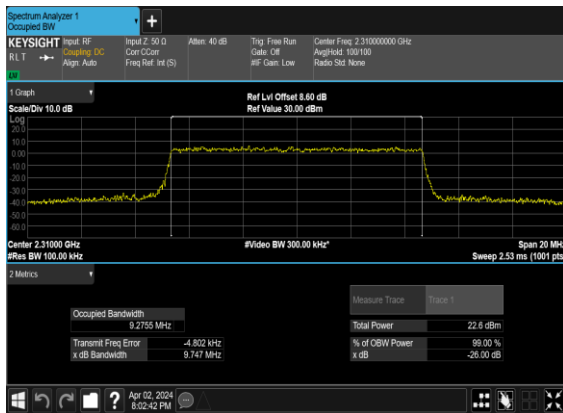 Spectrum Analyzer 1
Occupied BW
KEYSIGHT
RLT
Input: RF
Coupling: DC
Align: Auto
Input Z: 50 Ω
Corr CCorr
Freq Ref: Int (S)
Atten: 40 dB
Trig: Free Run
Gate: Off
#IF Gain: Low
Center Freq: 2.310000000 GHz
Avg|Hold: 100/100
Radio Std: None
1 Graph
Scale/Div 10.0 dB
Ref Lvl Offset 8.60 dB
Ref Value 30.00 dBm
Log
20.0
10.0
0.00
-10.0
-20.0
-30.0
-40.0
-50.0
-60.0
Center 2.31000 GHz
#Res BW 100.00 kHz
#Video BW 300.00 kHz*
Span 20 MHz
Sweep 2.53 ms (1001 pts
2 Metrics
Measure Trace Trace 1
Occupied Bandwidth
9.2755 MHz
Total Power 22.6 dBm
Transmit Freq Error -4.802 kHz
% of OBW Power 99.00 %
x dB Bandwidth 9.747 MHz
x dB -26.00 dB
?
Apr 02, 2024
8:02:42 PM